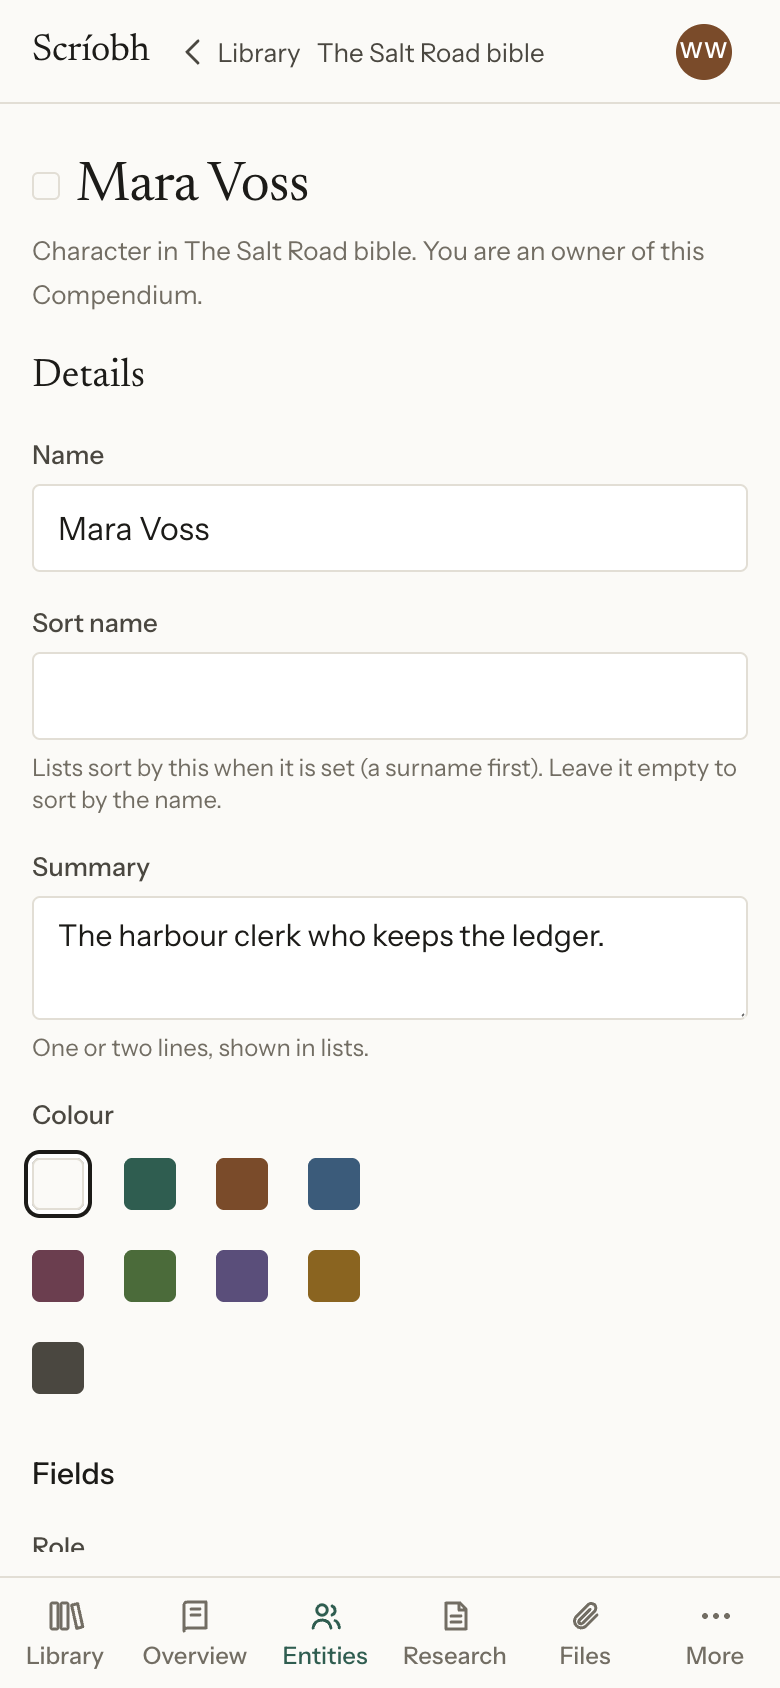 Scríobh
Library
The Salt Road bible
WW
Mara Voss
Character in The Salt Road bible. You are an owner of this
Compendium.
Details
Name
Mara Voss
Sort name
Lists sort by this when it is set (a surname first). Leave it empty to
sort by the name.
Summary
The harbour clerk who keeps the ledger.
One or two lines, shown in lists.
Colour
Fields
Role
Library
Overview
Entities
Research
Files
More